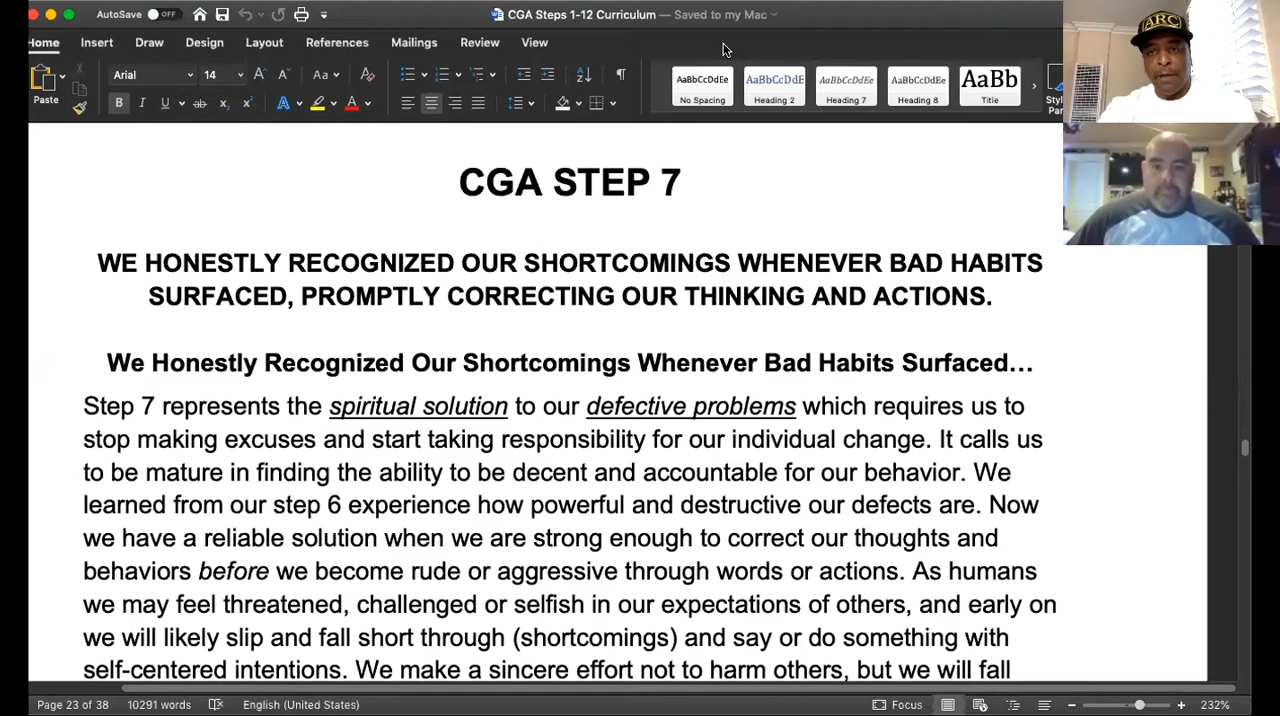 AutoSave OFF
CGA Steps 1-12 Curriculum — Saved to my Mac
Home Insert Draw Design Layout References Mailings Review View
Paste
Arial 14
AaBbCcDdEe No Spacing
AaBbCcDdE Heading 2
AaBbCcDdEe Heading 7
AaBbCcDdEe Heading 8
AaBb Title
ARC
CGA STEP 7
WE HONESTLY RECOGNIZED OUR SHORTCOMINGS WHENEVER BAD HABITS
SURFACED, PROMPTLY CORRECTING OUR THINKING AND ACTIONS.
We Honestly Recognized Our Shortcomings Whenever Bad Habits Surfaced…
Step 7 represents the spiritual solution to our defective problems which requires us to
stop making excuses and start taking responsibility for our individual change. It calls us
to be mature in finding the ability to be decent and accountable for our behavior. We
learned from our step 6 experience how powerful and destructive our defects are. Now
we have a reliable solution when we are strong enough to correct our thoughts and
behaviors before we become rude or aggressive through words or actions. As humans
we may feel threatened, challenged or selfish in our expectations of others, and early on
we will likely slip and fall short through (shortcomings) and say or do something with
self-centered intentions. We make a sincere effort not to harm others, but we will fall
Page 23 of 38 10291 words English (United States) Focus 232%